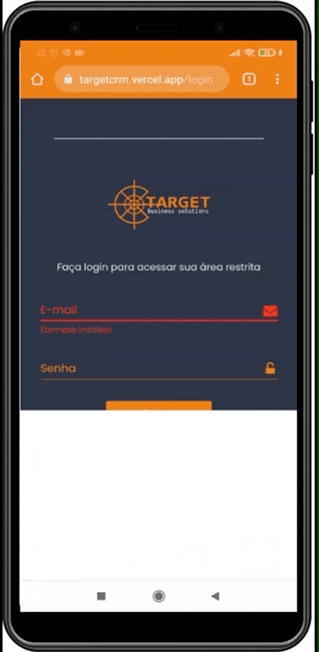 targetcrm.vercel.app/login
1
TARGET
Business solutions
Faça login para acessar sua área restrita
E-mail
Formato Inválido
Senha